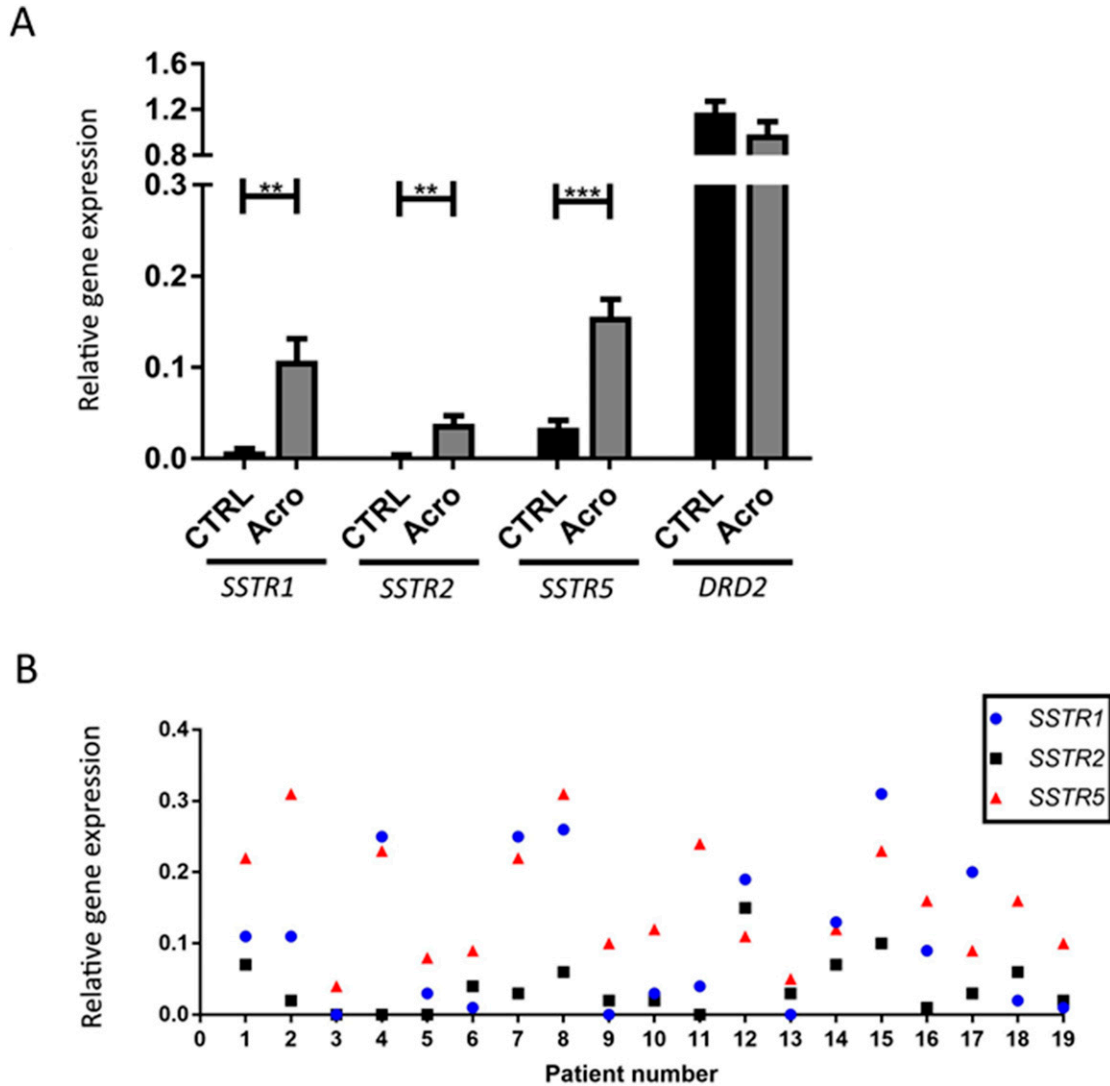 A
Relative gene expression
1.6
1.2
0.8
0.3
0.2
0.1
0.0
** ** ***
CTRL Acro CTRL Acro CTRL Acro CTRL Acro
SSTR1 SSTR2 SSTR5 DRD2
B
Relative gene expression
0.4
0.3
0.2
0.1
0.0
SSTR1
SSTR2
SSTR5
0 1 2 3 4 5 6 7 8 9 10 11 12 13 14 15 16 17 18 19
Patient number